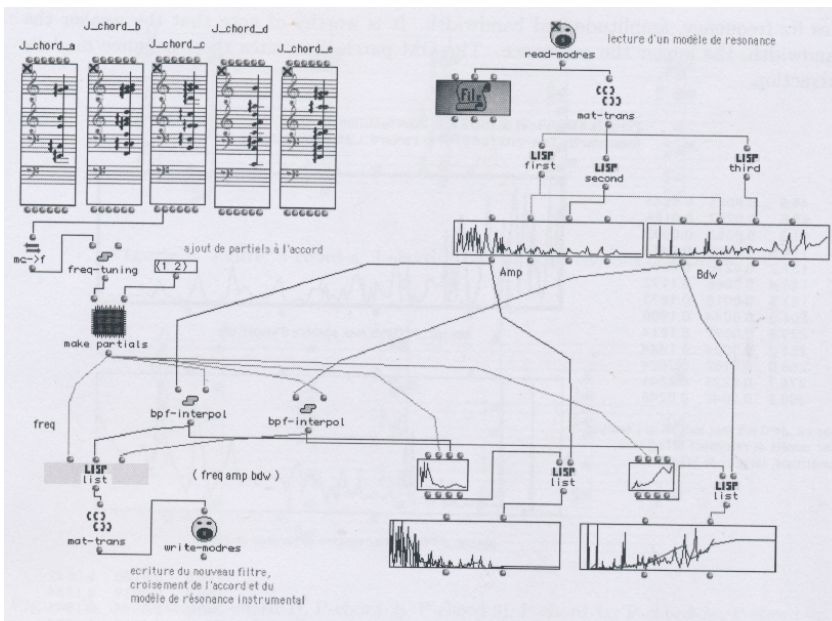 J_chord_a
J_chord_b
J_chord_c
J_chord_d
J_chord_e
read-modres
lecture d'un modèle de resonance
File
mat-trans
LISP
first
LISP
second
LISP
third
Amp
Bdw
mc->f
freq-tuning
ajout de partiels à l'accord
(1 2)
make partials
freq
bpf-interpol
bpf-interpol
LISP
list
( freq amp bdw )
LISP
list
LISP
list
mat-trans
write-modres
ecriture du nouveau filtre,
croisement de l'accord et du
modèle de résonance instrumental